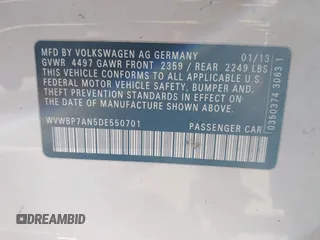 MFD. BY VOLKSWAGEN AG GERMANY 01/13
GVWR 4497 GAWR FRONT 2359 / REAR 2249 LBS
THIS VEHICLE CONFORMS TO ALL APPLICABLE U.S.
FEDERAL MOTOR VEHICLE SAFETY, BUMPER, AND
THEFT PREVENTION STANDARDS IN EFFECT ON THE
DATE OF MANUFACTURE SHOWN ABOVE.
WVWBP7AN5DE550701 PASSENGER CAR
0350374 3083 1
AUTOHELPERBOT.COM